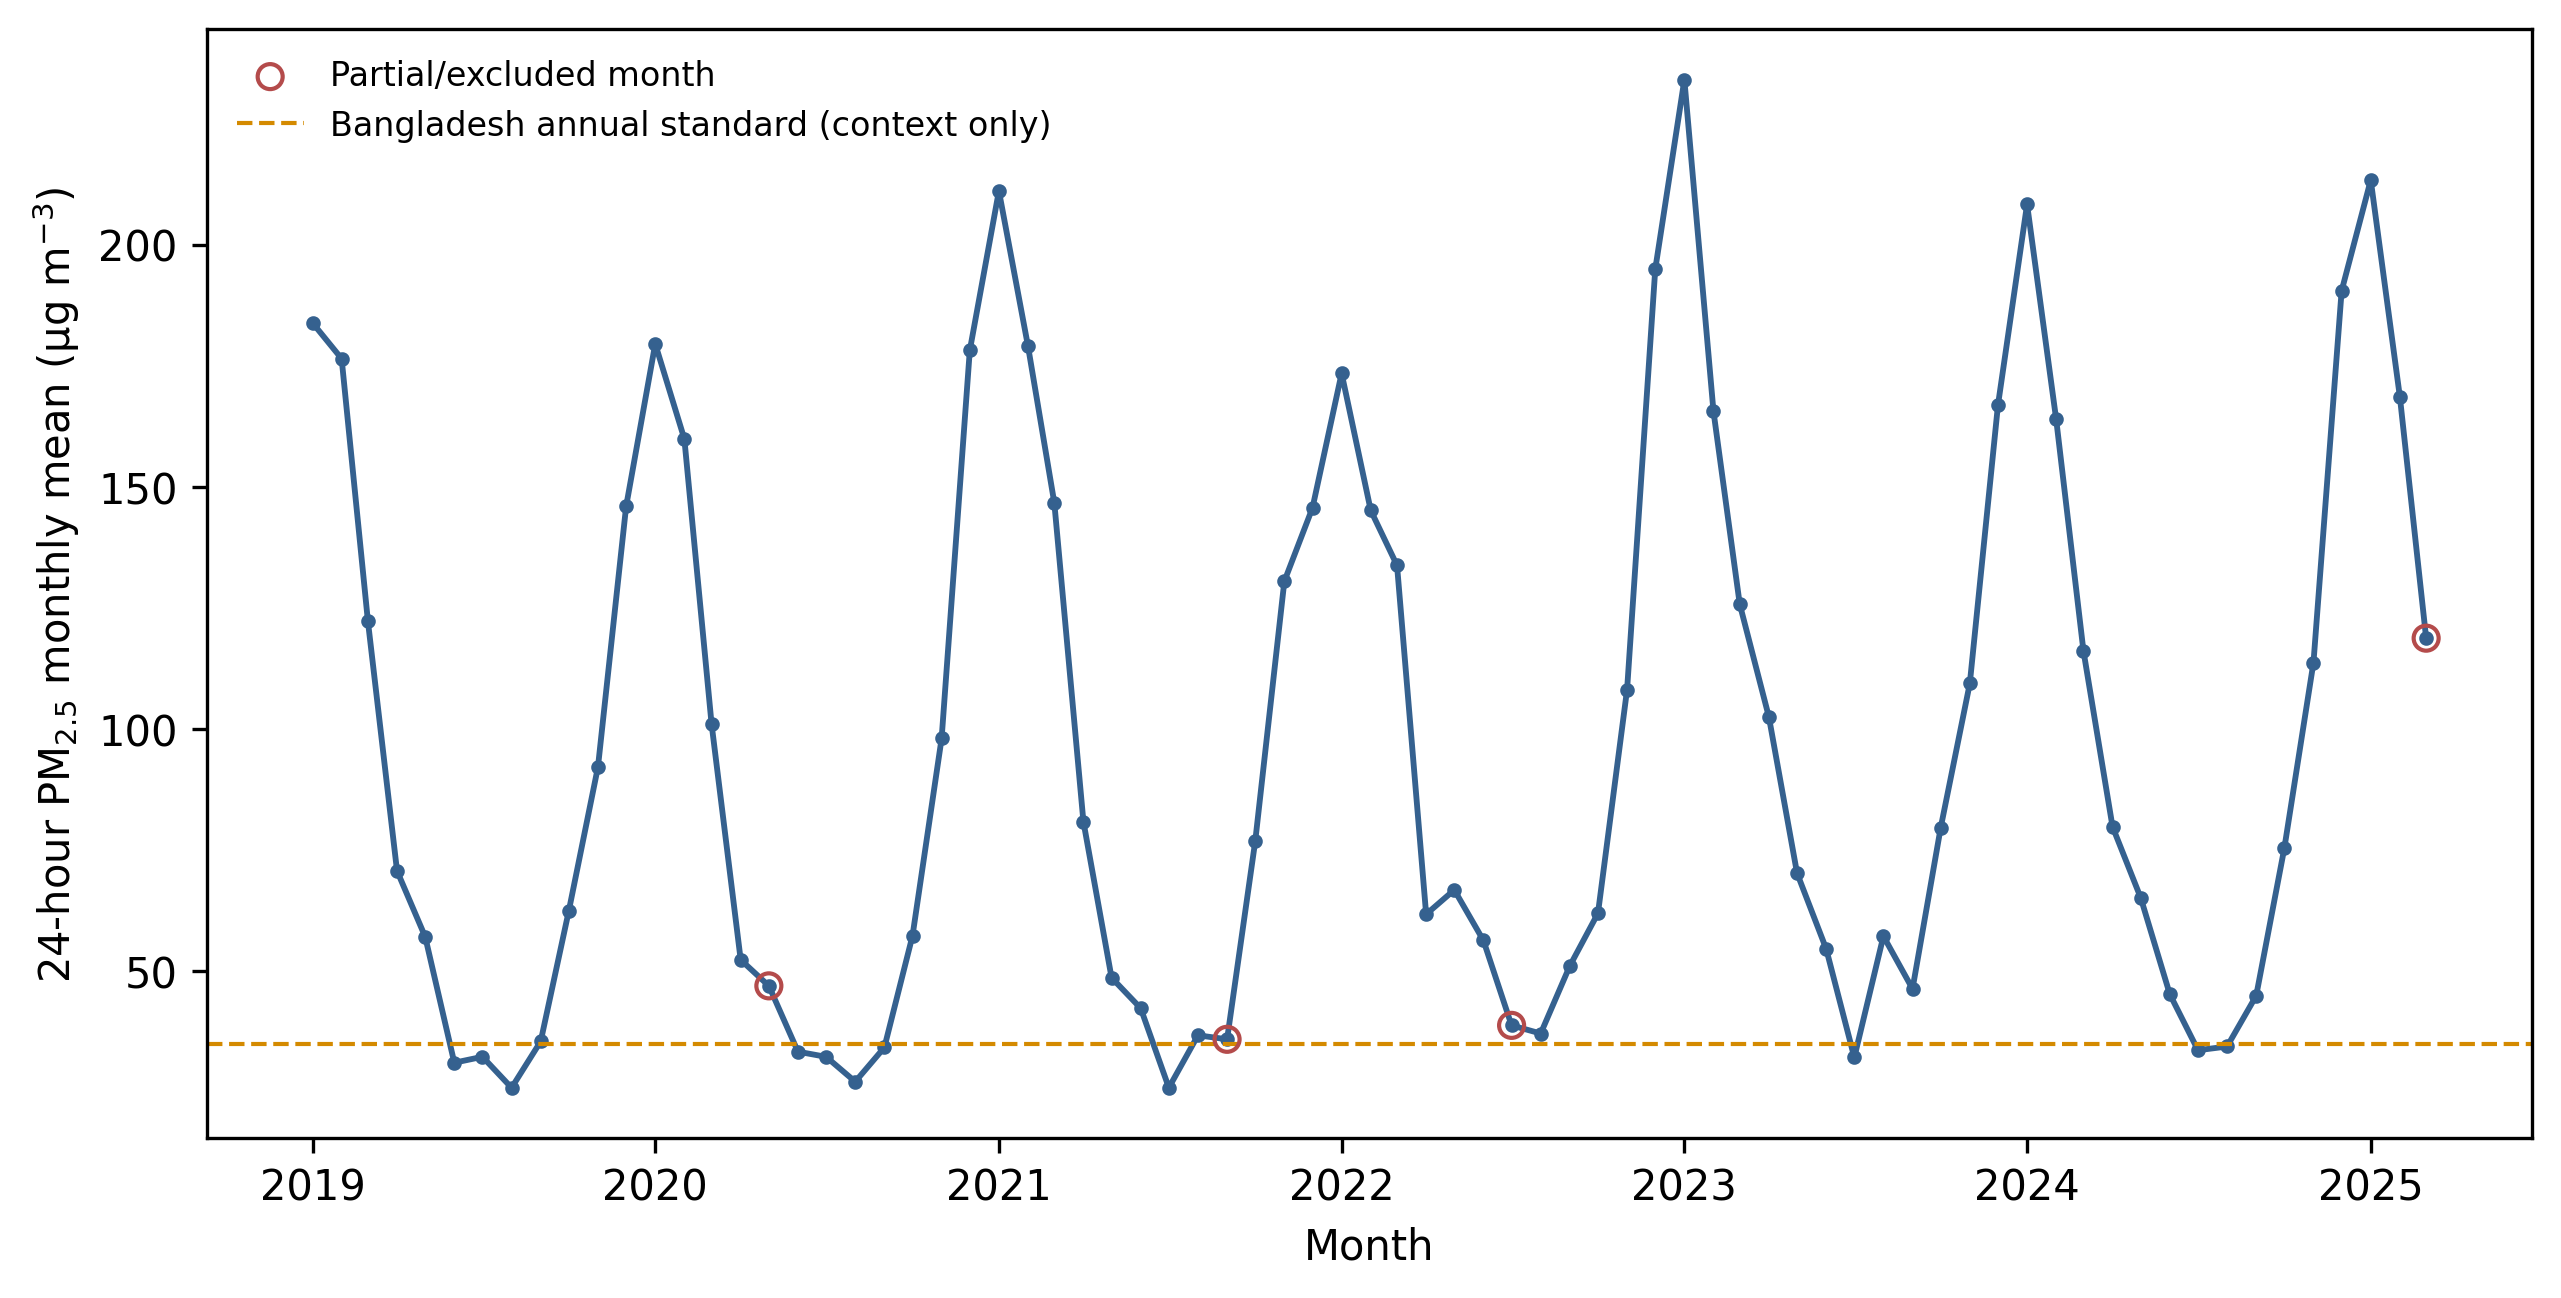 Partial/excluded month
Bangladesh annual standard (context only)
24-hour PM₂.₅ monthly mean (µg m⁻³)
200
150
100
50
2019 2020 2021 2022 2023 2024 2025
Month